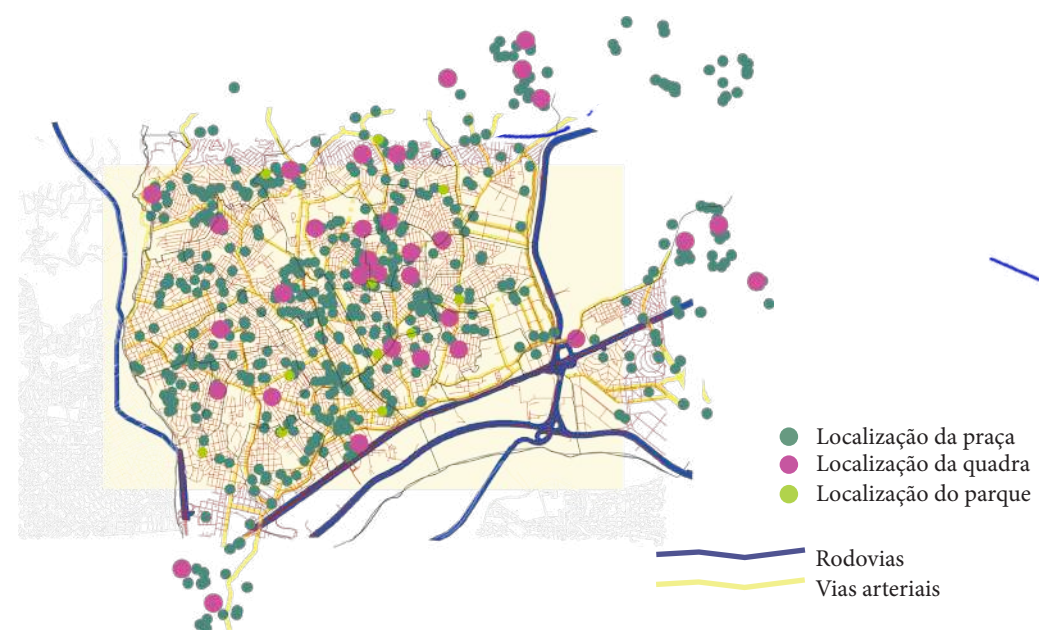 Localização da praça
Localização da quadra
Localização do parque
Rodovias
Vias arteriais